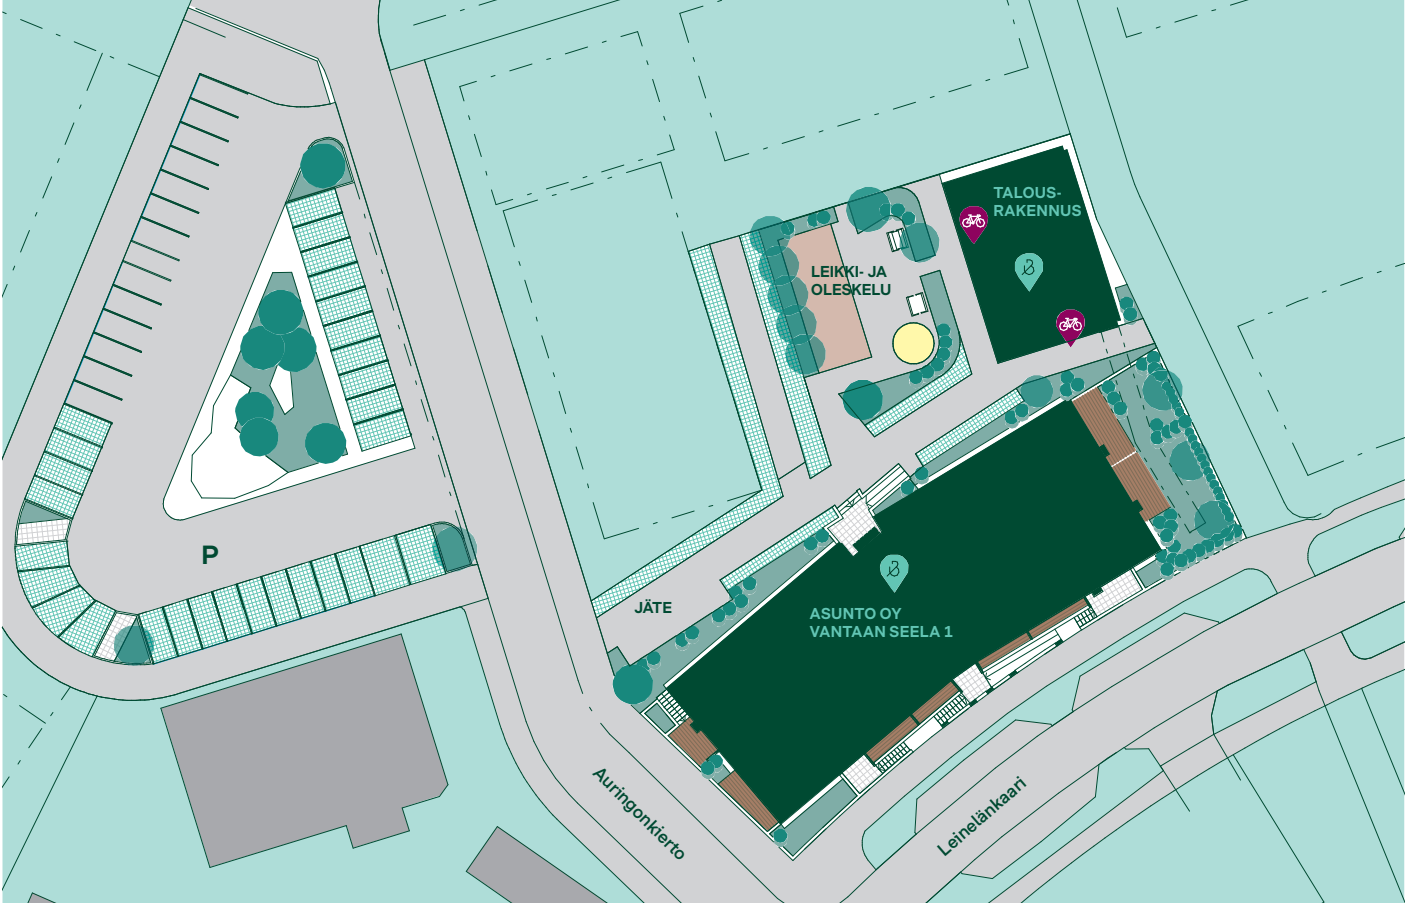 TALOUS-
RAKENNUS
LEIKKI- JA
OLESKELU
P
JÄTE
ASUNTO OY
VANTAAN SEELA 1
Auringonkierto
Leinelänkaari